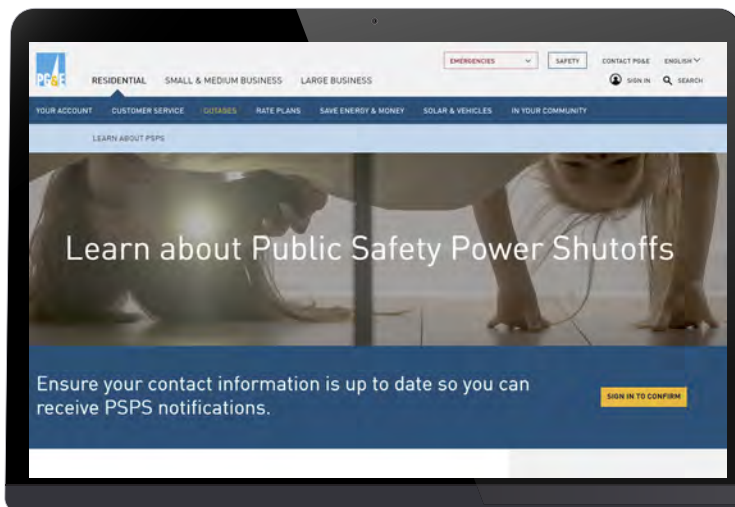 EMERGENCIES SAFETY CONTACT PG&E ENGLISH
PG&E RESIDENTIAL SMALL & MEDIUM BUSINESS LARGE BUSINESS SIGN IN SEARCH
YOUR ACCOUNT CUSTOMER SERVICE OUTAGES RATE PLANS SAVE ENERGY & MONEY SOLAR & VEHICLES IN YOUR COMMUNITY
LEARN ABOUT PSPS
Learn about Public Safety Power Shutoffs
Ensure your contact information is up to date so you can
receive PSPS notifications.
SIGN IN TO CONFIRM